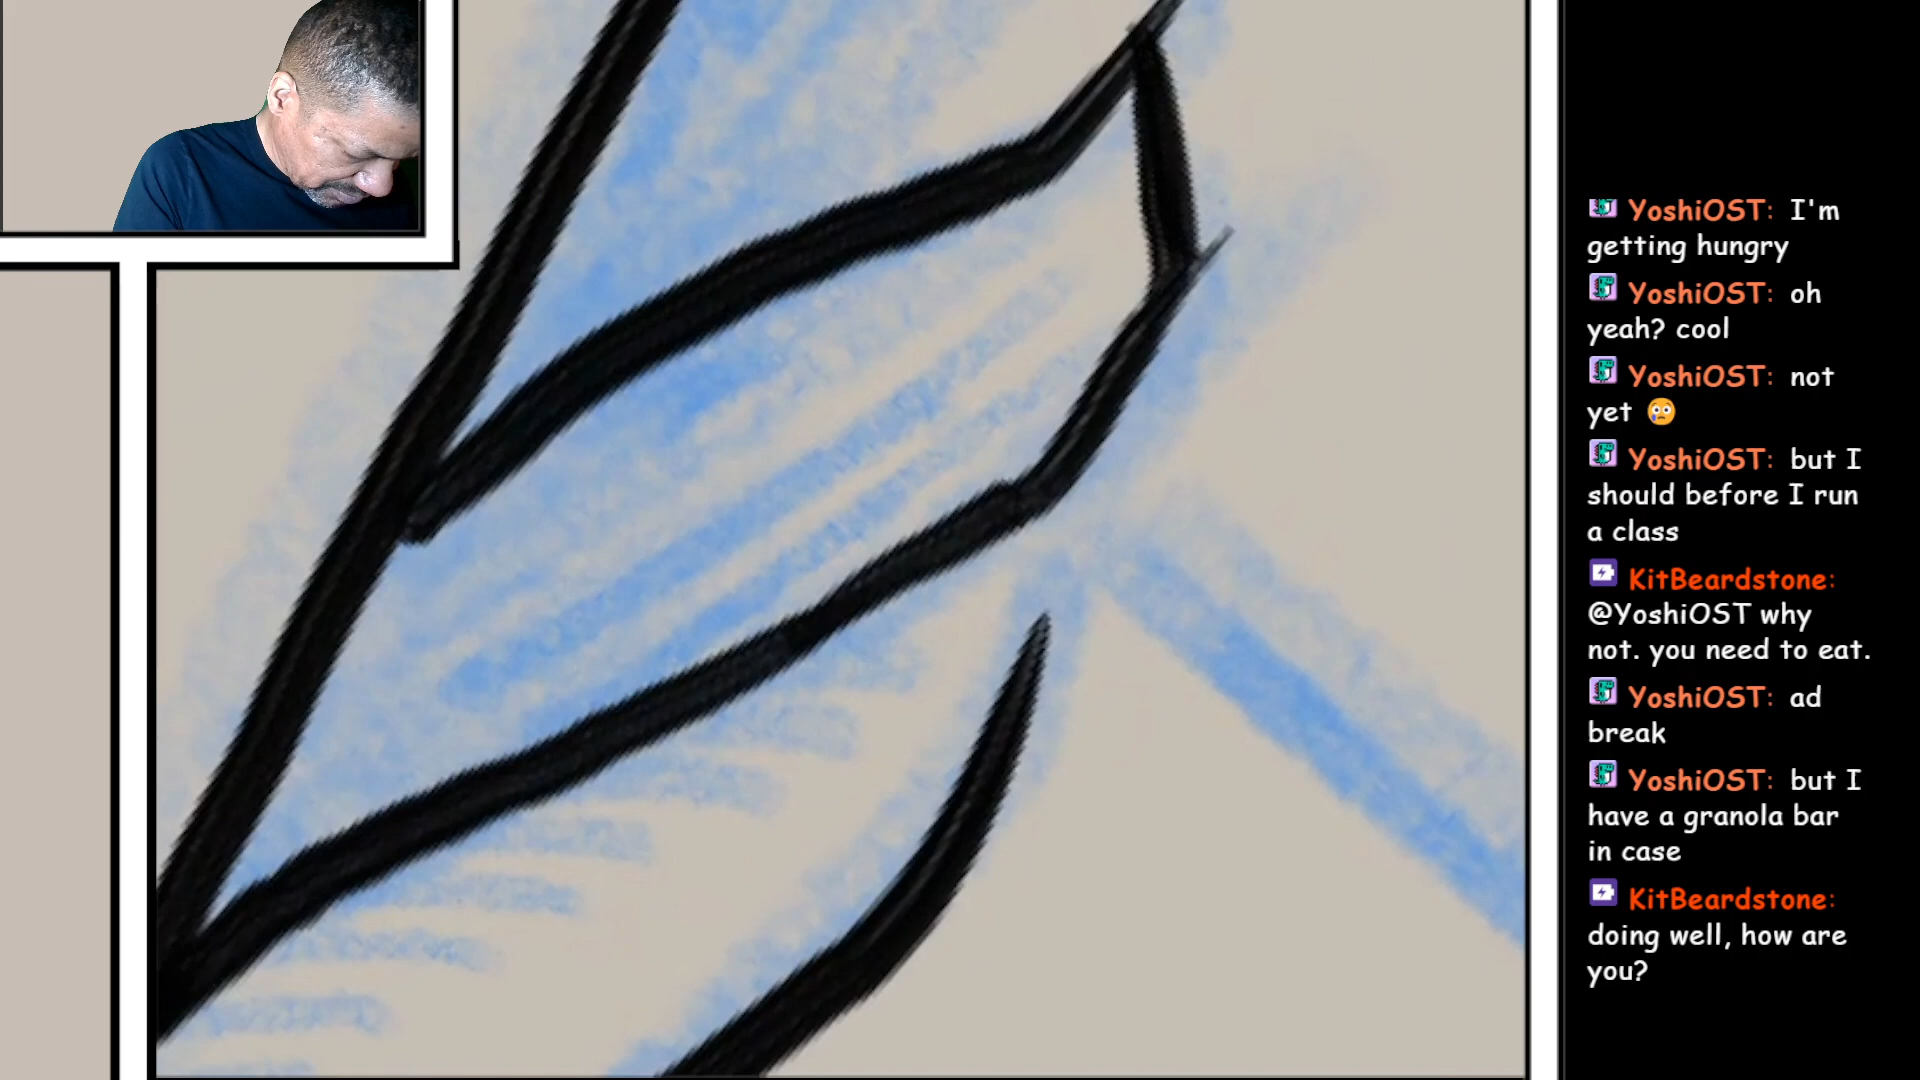 YoshiOST: I'm
getting hungry
YoshiOST: oh
yeah? cool
YoshiOST: not
yet 😢
YoshiOST: but I
should before I run
a class
KitBeardstone:
@YoshiOST why
not. you need to eat.
YoshiOST: ad
break
YoshiOST: but I
have a granola bar
in case
KitBeardstone:
doing well, how are
you?